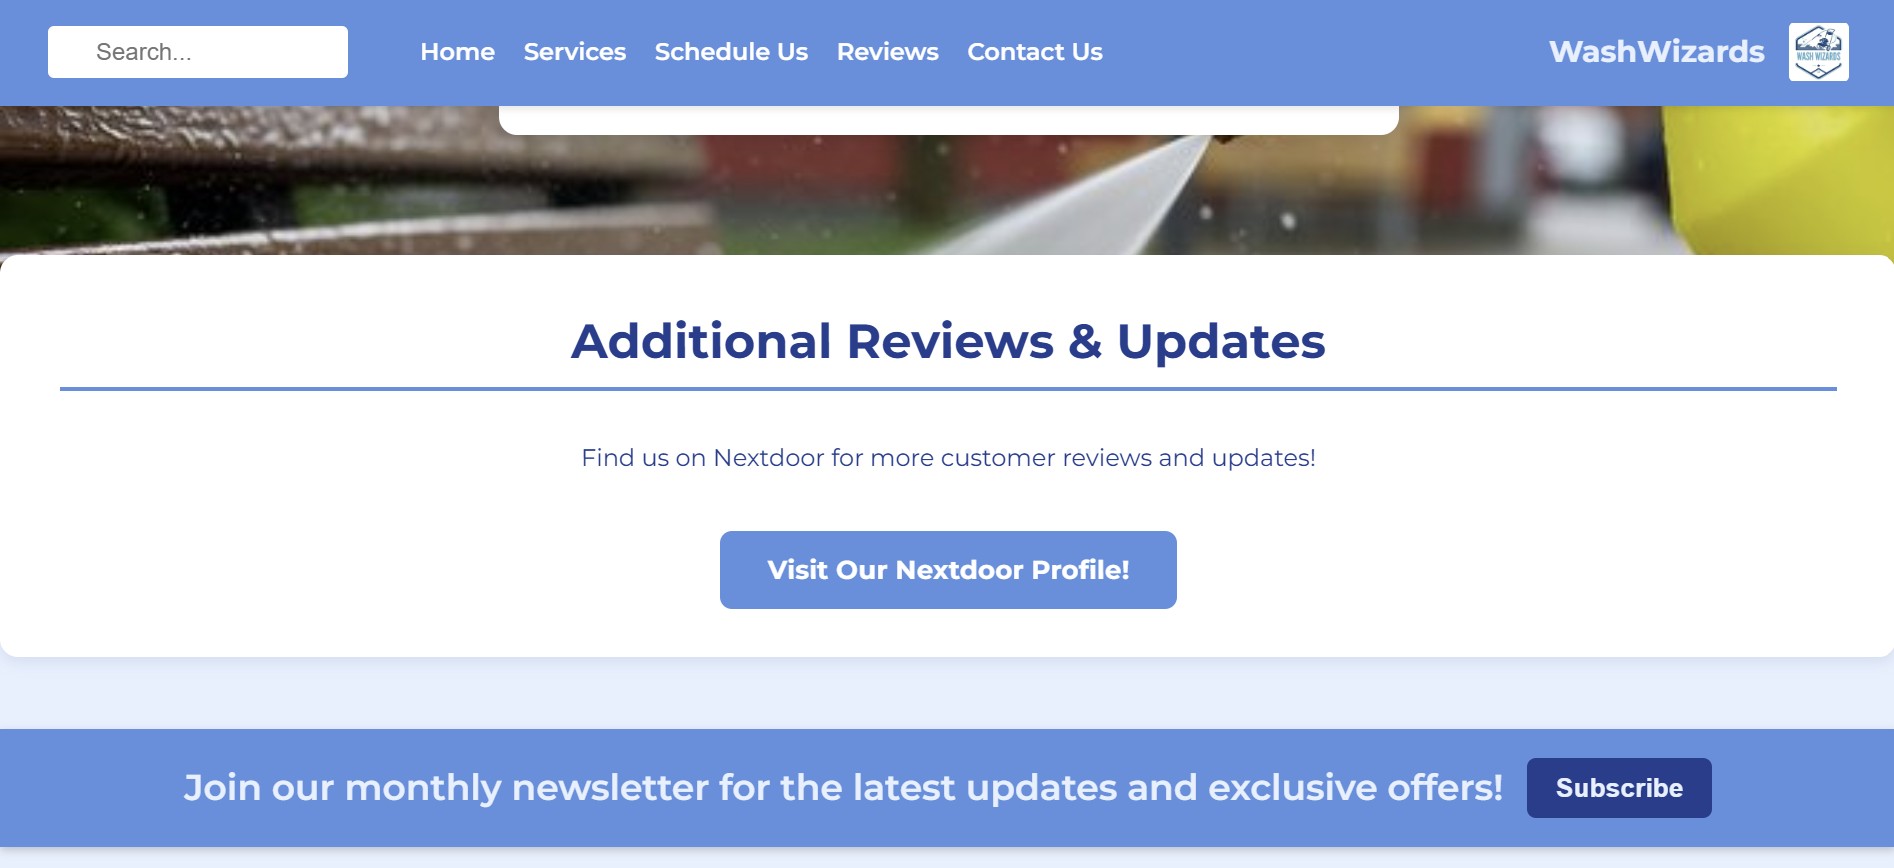 Search...
Home Services Schedule Us Reviews Contact Us
WashWizards
WASH WIZARDS
Additional Reviews & Updates
Find us on Nextdoor for more customer reviews and updates!
Visit Our Nextdoor Profile!
Join our monthly newsletter for the latest updates and exclusive offers!
Subscribe